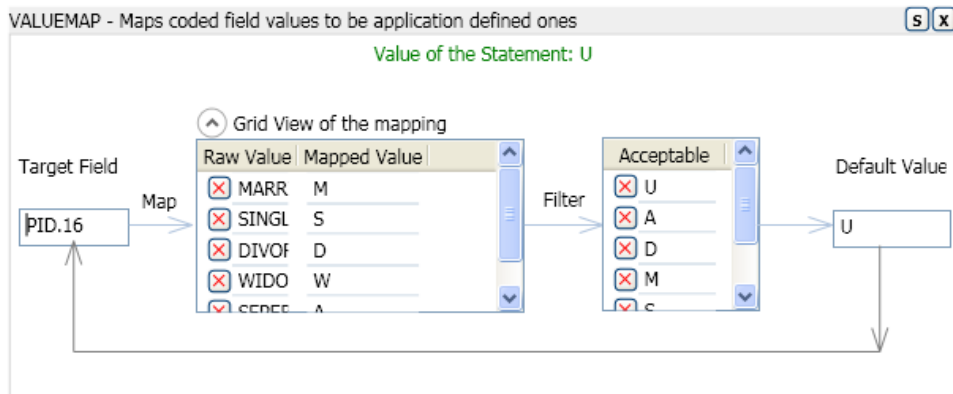 VALUEMAP - Maps coded field values to be application defined ones
S X
Value of the Statement: U
Grid View of the mapping
Target Field
Raw Value Mapped Value
Acceptable
Default Value
Map
Filter
PID.16
MARR M
SINGL S
DIVOF D
WIDO W
SEPER A
U
A
D
M
S
U